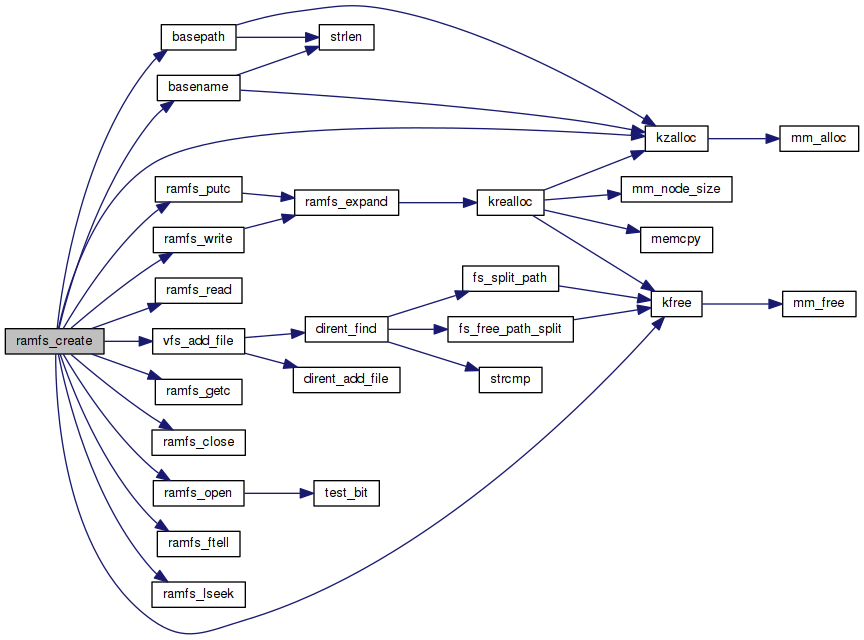 basepath
strlen
basename
kzalloc
mm_alloc
ramfs_putc
ramfs_expand
krealloc
mm_node_size
ramfs_write
memcpy
ramfs_read
fs_split_path
kfree
mm_free
ramfs_create
vfs_add_file
dirent_find
fs_free_path_split
ramfs_getc
dirent_add_file
strcmp
ramfs_close
ramfs_open
test_bit
ramfs_ftell
ramfs_lseek